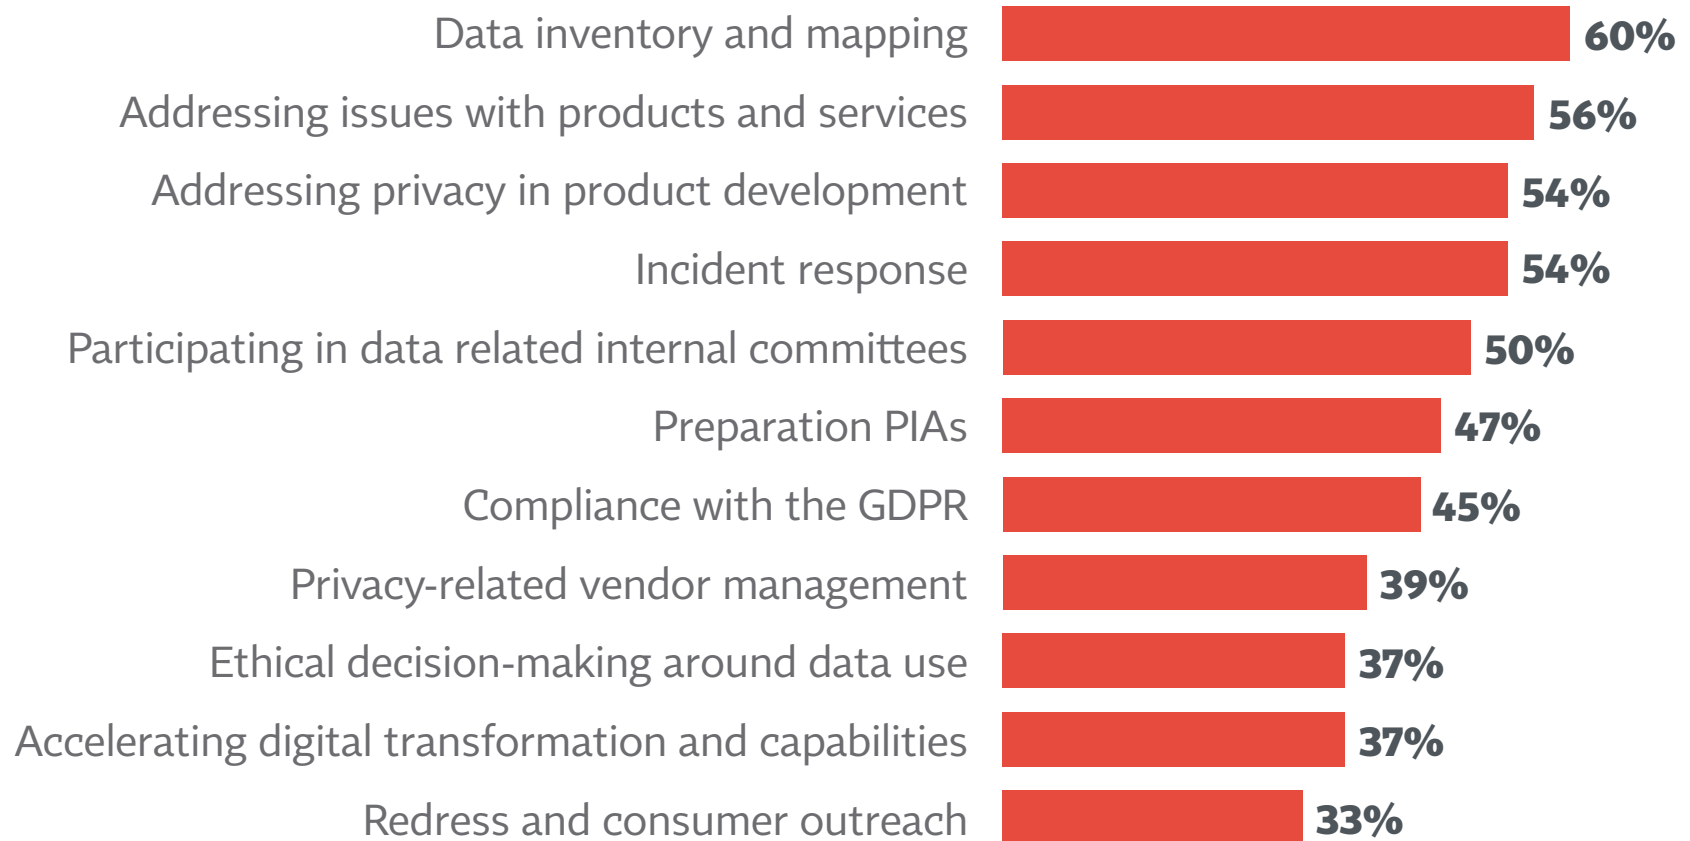 Data inventory and mapping 60%
Addressing issues with products and services 56%
Addressing privacy in product development 54%
Incident response 54%
Participating in data related internal committees 50%
Preparation PIAs 47%
Compliance with the GDPR 45%
Privacy-related vendor management 39%
Ethical decision-making around data use 37%
Accelerating digital transformation and capabilities 37%
Redress and consumer outreach 33%